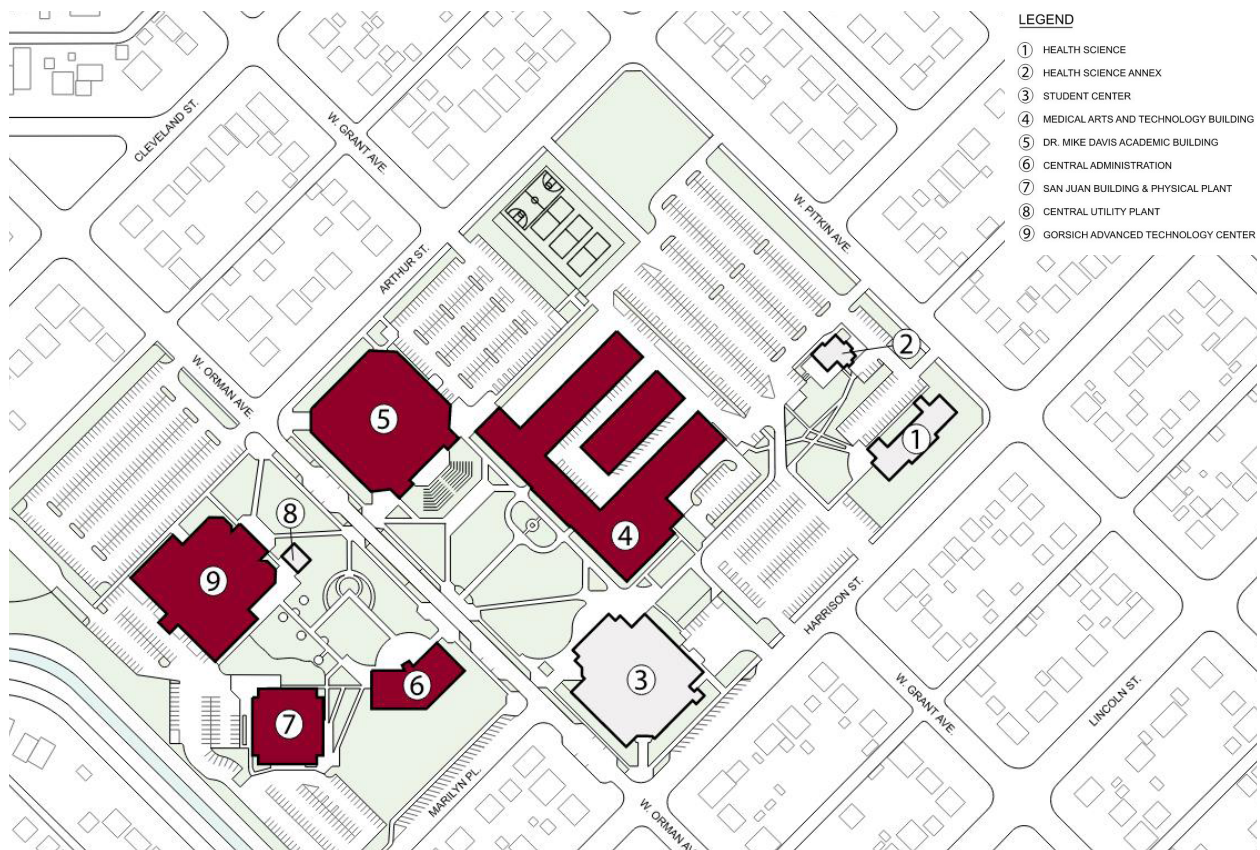 LEGEND
1 HEALTH SCIENCE
2 HEALTH SCIENCE ANNEX
3 STUDENT CENTER
4 MEDICAL ARTS AND TECHNOLOGY BUILDING
5 DR. MIKE DAVIS ACADEMIC BUILDING
6 CENTRAL ADMINISTRATION
7 SAN JUAN BUILDING & PHYSICAL PLANT
8 CENTRAL UTILITY PLANT
9 GORSICH ADVANCED TECHNOLOGY CENTER
CLEVELAND ST.
W. GRANT AVE
W. PITKIN AVE.
ARTHUR ST.
W. ORMAN AVE.
2
5
1
8
4
9
HARRISON ST.
3
6
W. GRANT AVE
LINCOLN ST.
7
MARILYN PL.
W. ORMAN AVE